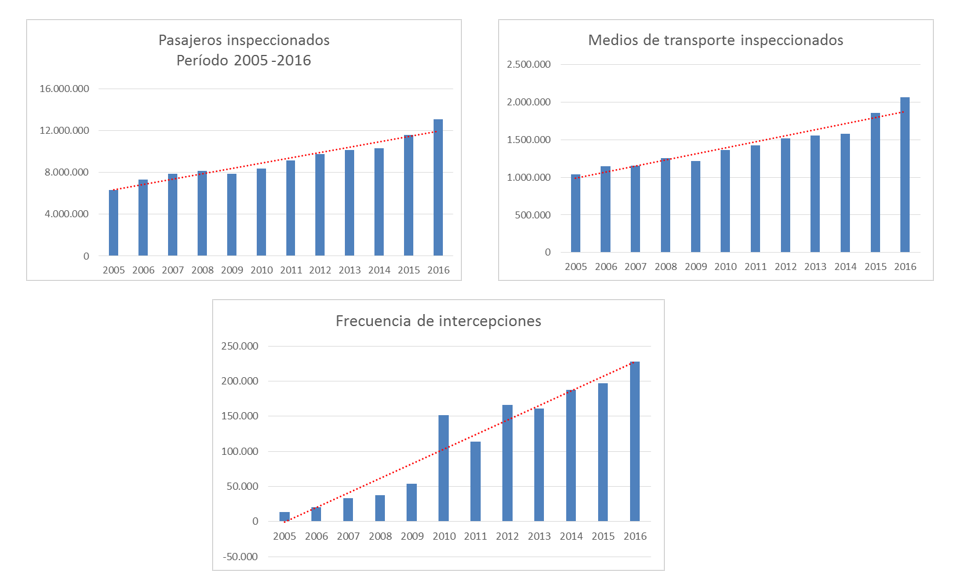 Pasajeros inspeccionados
Período 2005 -2016
16.000.000
12.000.000
8.000.000
4.000.000
0
2005 2006 2007 2008 2009 2010 2011 2012 2013 2014 2015 2016
Medios de transporte inspeccionados
2.500.000
2.000.000
1.500.000
1.000.000
500.000
0
2005 2006 2007 2008 2009 2010 2011 2012 2013 2014 2015 2016
Frecuencia de intercepciones
250.000
200.000
150.000
100.000
50.000
0
2005 2006 2007 2008 2009 2010 2011 2012 2013 2014 2015 2016
-50.000